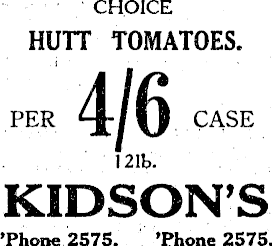 CHOICE
HUTT TOMATOES.
PER 4/6 CASE
12lb.
KIDSON'S
'Phone 2575. 'Phone 2575.